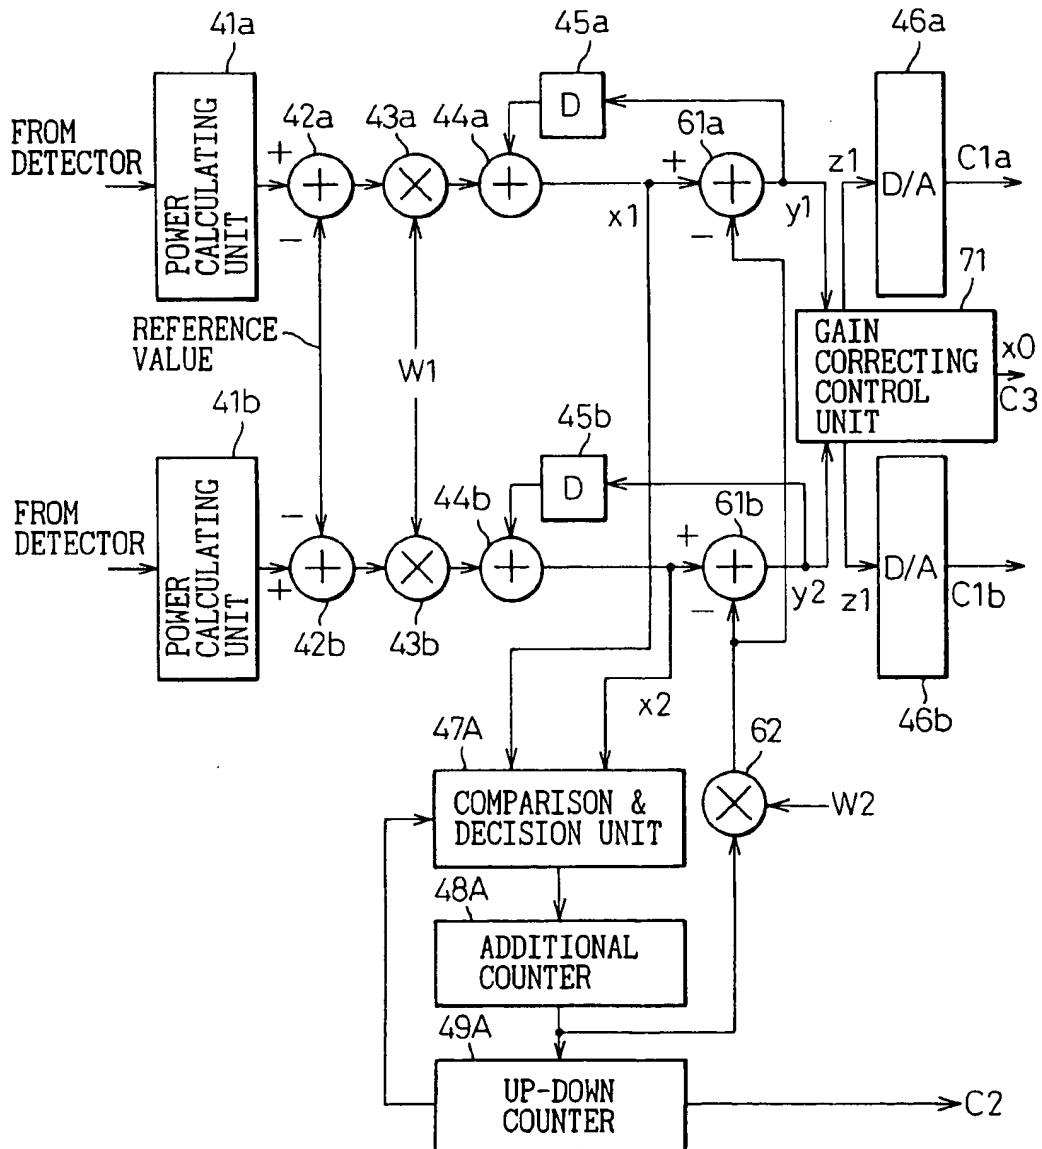 41a
45a
46a
POWER
CALCULATING
UNIT
42a
43a
44a
D
61a
FROM
DETECTOR
+
+
×
+
+
+
D/A
z1
C1a
−
x1
−
y1
71
REFERENCE
VALUE
W1
GAIN
CORRECTING
CONTROL
UNIT
x0
C3
41b
45b
POWER
CALCULATING
UNIT
44b
D
61b
FROM
DETECTOR
−
+
+
×
+
+
+
D/A
42b
43b
−
y2
z1
C1b
x2
46b
47A
62
COMPARISON &
DECISION UNIT
×
W2
48A
ADDITIONAL
COUNTER
49A
UP-DOWN
COUNTER
C2